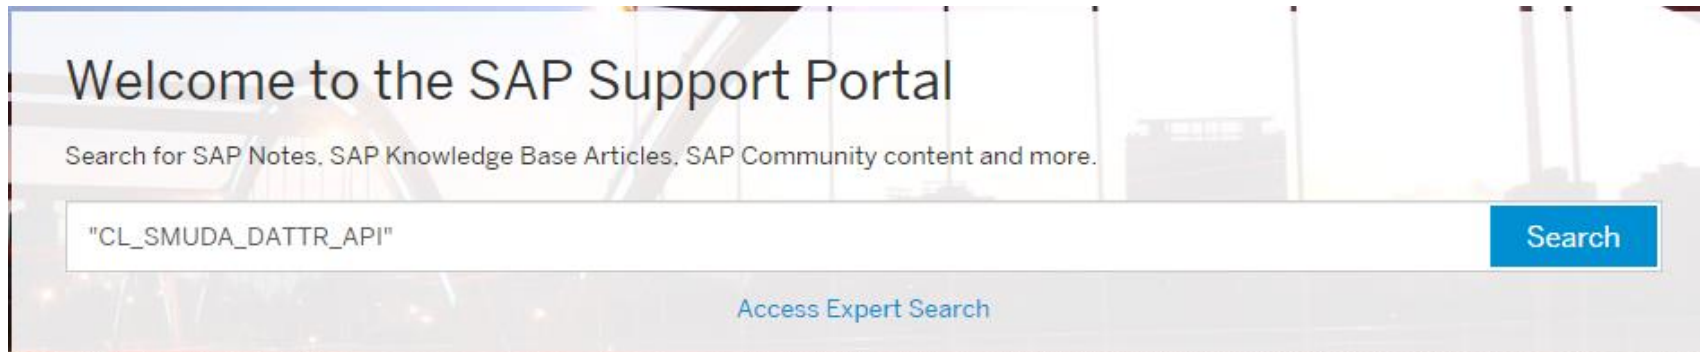 Welcome to the SAP Support Portal
Search for SAP Notes, SAP Knowledge Base Articles, SAP Community content and more.
"CL_SMUDA_DATTR_API"
Search
Access Expert Search